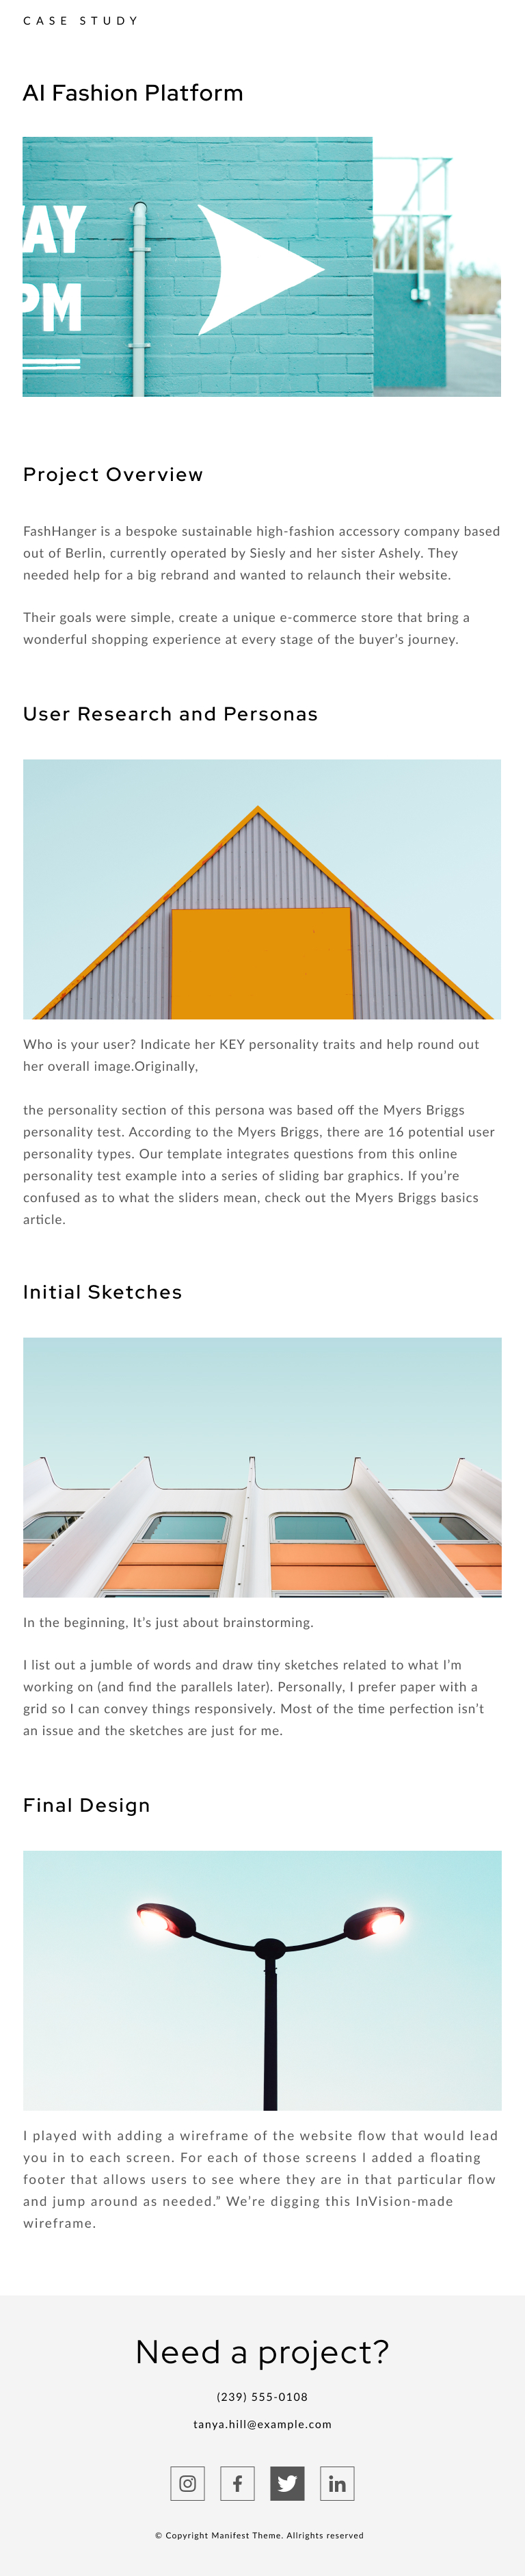 CASE STUDY
AI Fashion Platform
AY
PM
Project Overview
FashHanger is a bespoke sustainable high-fashion accessory company based
out of Berlin, currently operated by Siesly and her sister Ashely. They
needed help for a big rebrand and wanted to relaunch their website.
Their goals were simple, create a unique e-commerce store that bring a
wonderful shopping experience at every stage of the buyer’s journey.
User Research and Personas
Who is your user? Indicate her KEY personality traits and help round out
her overall image.Originally,
the personality section of this persona was based off the Myers Briggs
personality test. According to the Myers Briggs, there are 16 potential user
personality types. Our template integrates questions from this online
personality test example into a series of sliding bar graphics. If you’re
confused as to what the sliders mean, check out the Myers Briggs basics
article.
Initial Sketches
In the beginning, It’s just about brainstorming.
I list out a jumble of words and draw tiny sketches related to what I’m
working on (and find the parallels later). Personally, I prefer paper with a
grid so I can convey things responsively. Most of the time perfection isn’t
an issue and the sketches are just for me.
Final Design
I played with adding a wireframe of the website flow that would lead
you in to each screen. For each of those screens I added a floating
footer that allows users to see where they are in that particular flow
and jump around as needed.” We’re digging this InVision-made
wireframe.
Need a project?
(239) 555-0108
tanya.hill@example.com
© Copyright Manifest Theme. Allrights reserved